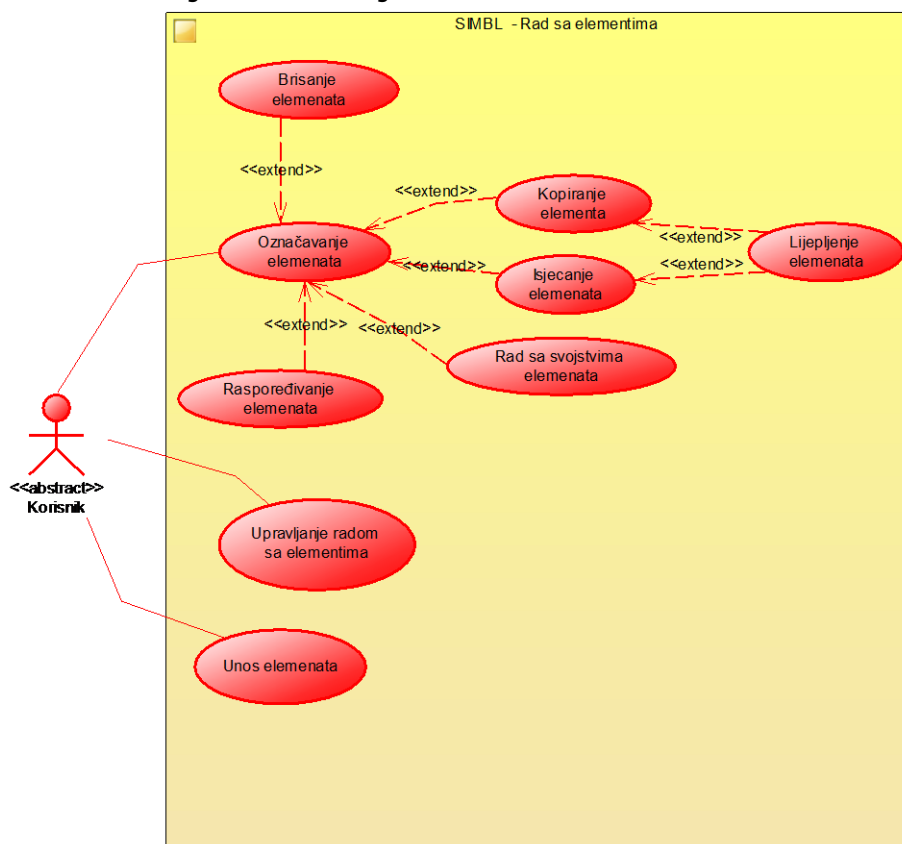 SIMBL - Rad sa elementima
Brisanje
elemenata
<<extend>>
<<extend>>
Kopiranje
elementa
<<extend>>
Označavanje
elemenata
Lijepljenje
elemenata
<<extend>>
Isjecanje
elemenata
<<extend>>
<<extend>>
<<extend>>
Rad sa svojstvima
elemenata
Raspoređivanje
elemenata
<<abstract>>
Korisnik
Upravljanje radom
sa elementima
Unos elemenata